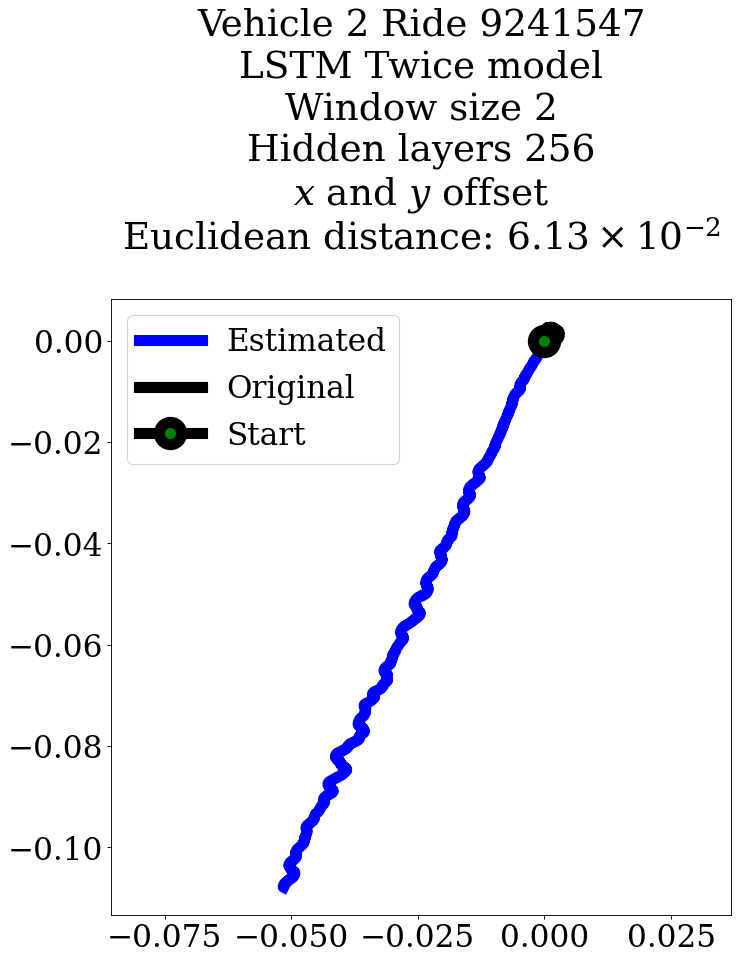 Vehicle 2 Ride 9241547
LSTM Twice model
Window size 2
Hidden layers 256
x and y offset
Euclidean distance: 6.13 × 10⁻²
Estimated
Original
Start
0.00
−0.02
−0.04
−0.06
−0.08
−0.10
−0.075 −0.050 −0.025 0.000 0.025